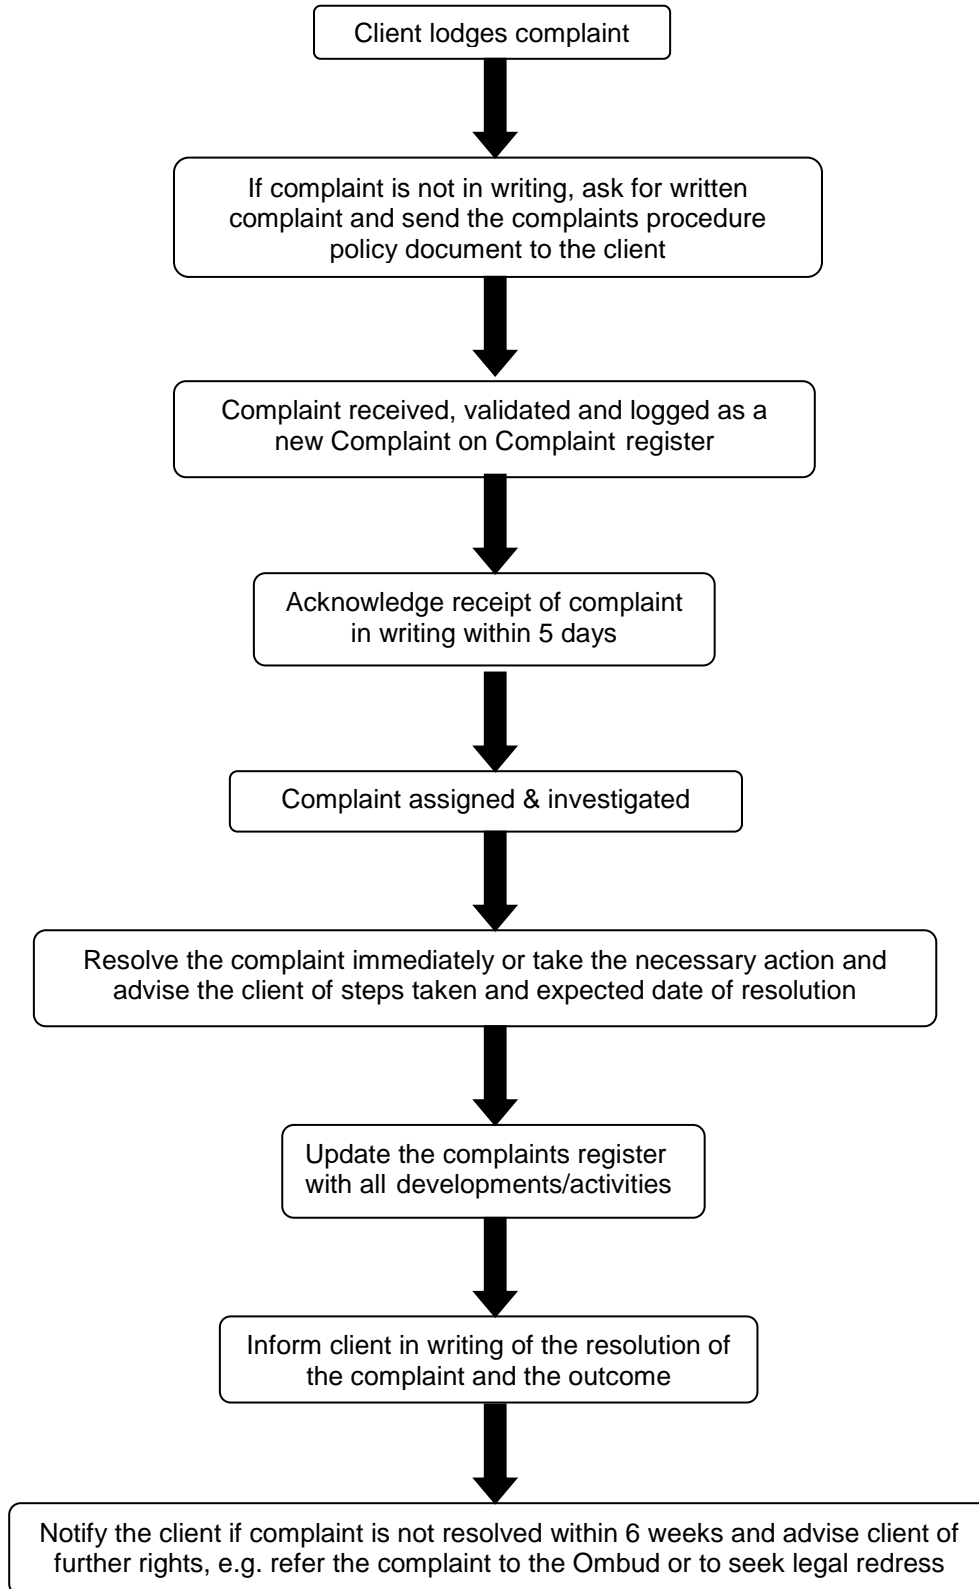 Client lodges complaint
If complaint is not in writing, ask for written
complaint and send the complaints procedure
policy document to the client
Complaint received, validated and logged as a
new Complaint on Complaint register
Acknowledge receipt of complaint
in writing within 5 days
Complaint assigned & investigated
Resolve the complaint immediately or take the necessary action and
advise the client of steps taken and expected date of resolution
Update the complaints register
with all developments/activities
Inform client in writing of the resolution of
the complaint and the outcome
Notify the client if complaint is not resolved within 6 weeks and advise client of
further rights, e.g. refer the complaint to the Ombud or to seek legal redress